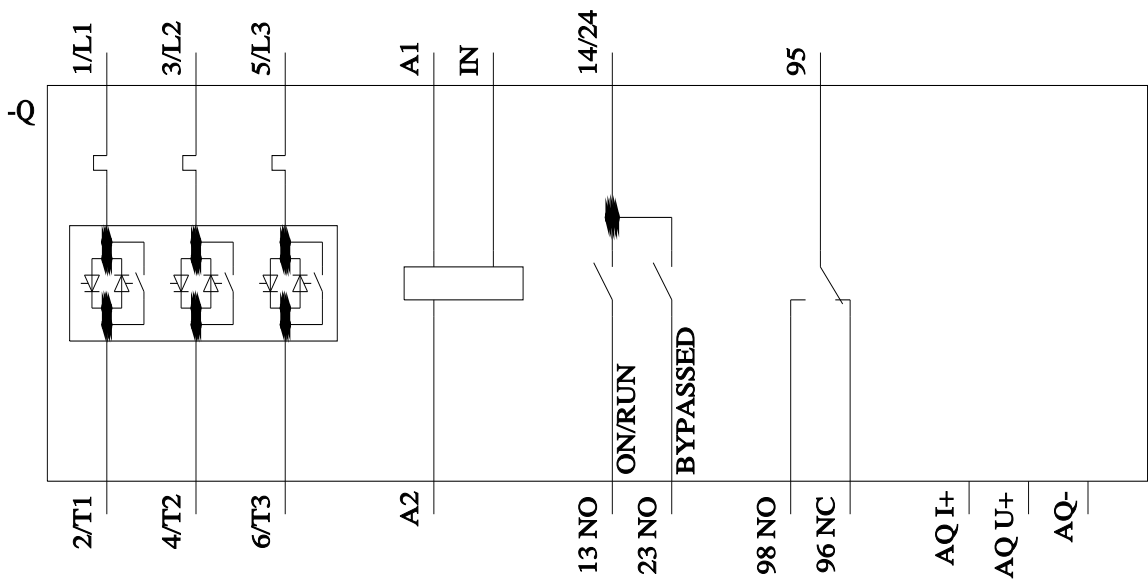 1/L1
3/L2
5/L3
A1
IN
14/24
95
-Q
ON/RUN
BYPASSED
2/T1
4/T2
6/T3
A2
13 NO
23 NO
98 NO
96 NC
AQ I+
AQ U+
AQ-